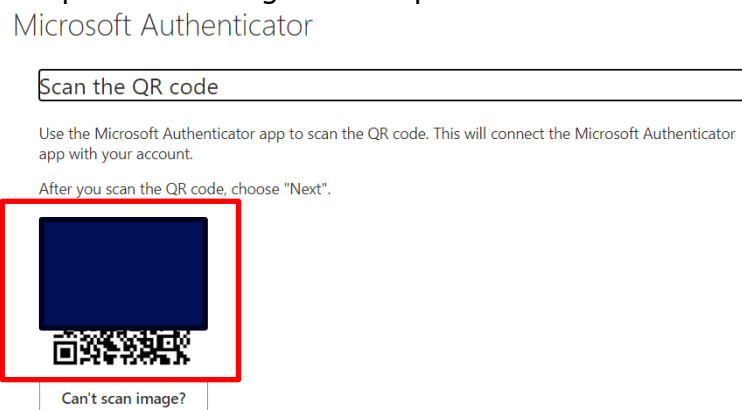 Microsoft Authenticator
Scan the QR code
Use the Microsoft Authenticator app to scan the QR code. This will connect the Microsoft Authenticator
app with your account.
After you scan the QR code, choose "Next".
Can't scan image?